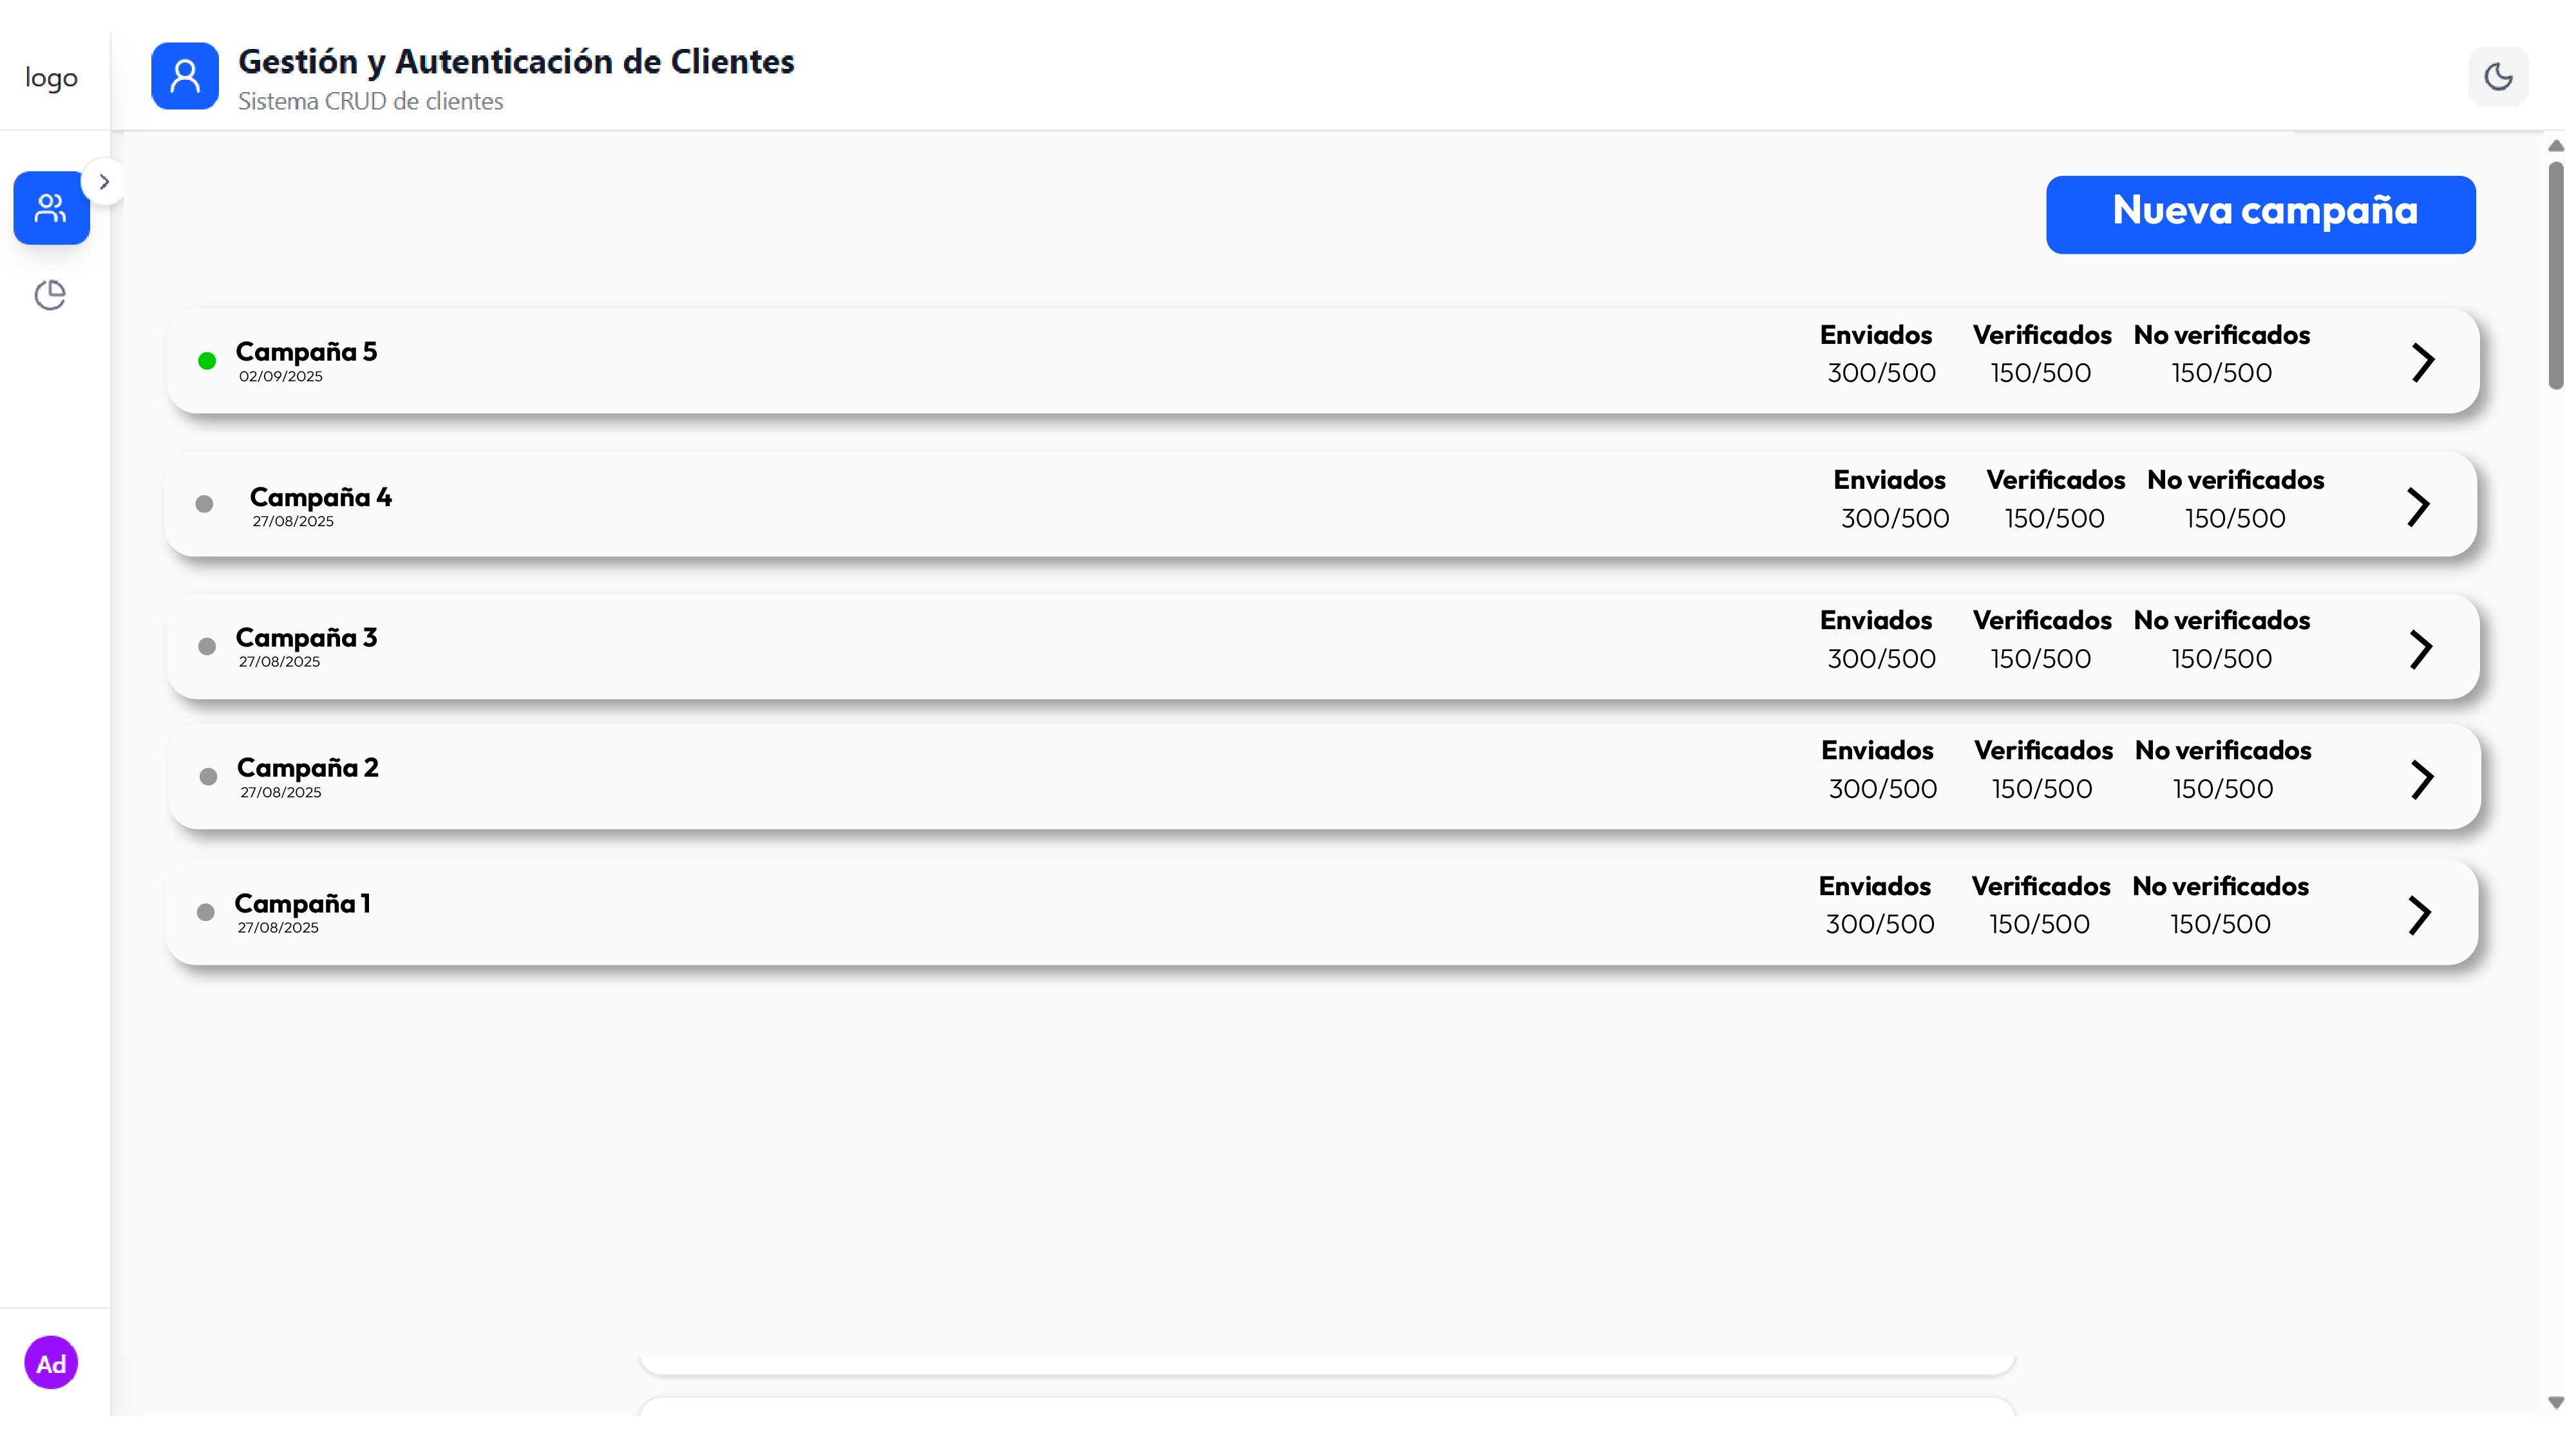 logo
Gestión y Autenticación de Clientes
Sistema CRUD de clientes
Nueva campaña
Campaña 5
02/09/2025
Enviados Verificados No verificados
300/500 150/500 150/500
Campaña 4
27/08/2025
Enviados Verificados No verificados
300/500 150/500 150/500
Campaña 3
27/08/2025
Enviados Verificados No verificados
300/500 150/500 150/500
Campaña 2
27/08/2025
Enviados Verificados No verificados
300/500 150/500 150/500
Campaña 1
27/08/2025
Enviados Verificados No verificados
300/500 150/500 150/500
Ad